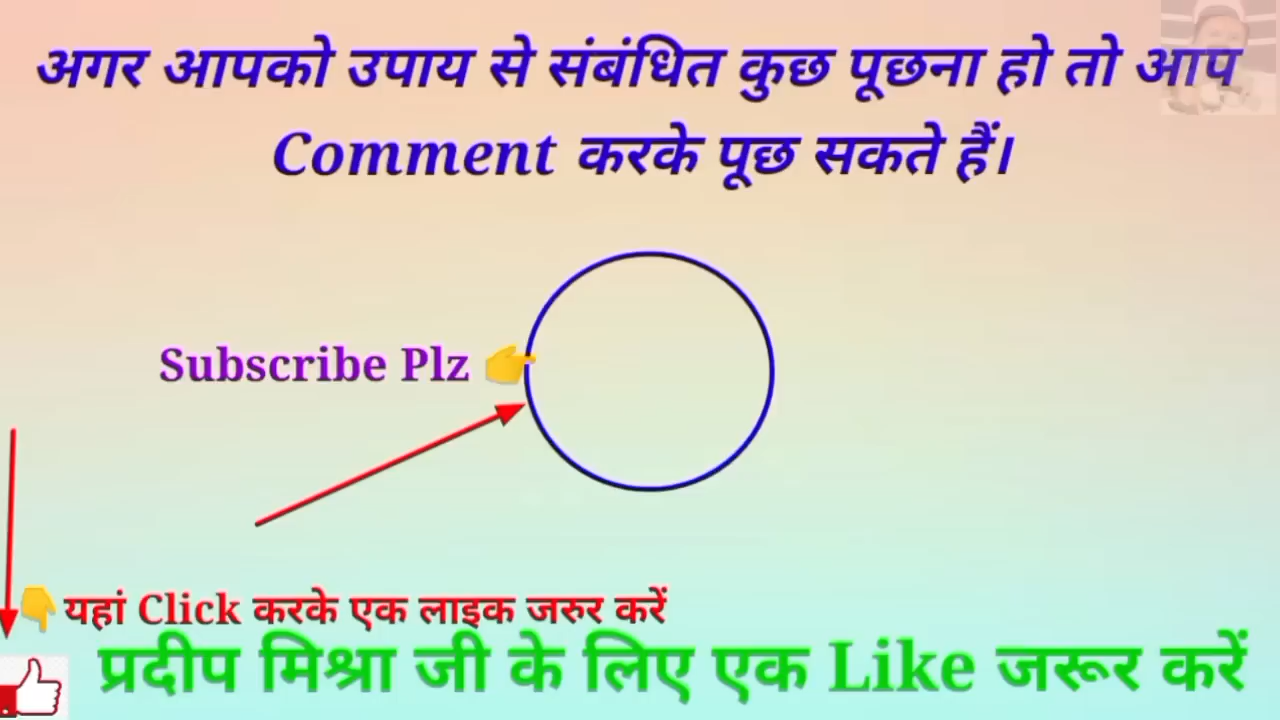 अगर आपको उपाय से संबंधित कुछ पूछना हो तो आप
Comment करके पूछ सकते हैं।
Subscribe Plz 👉
👇यहां Click करके एक लाइक जरुर करें
प्रदीप मिश्रा जी के लिए एक Like जरूर करें